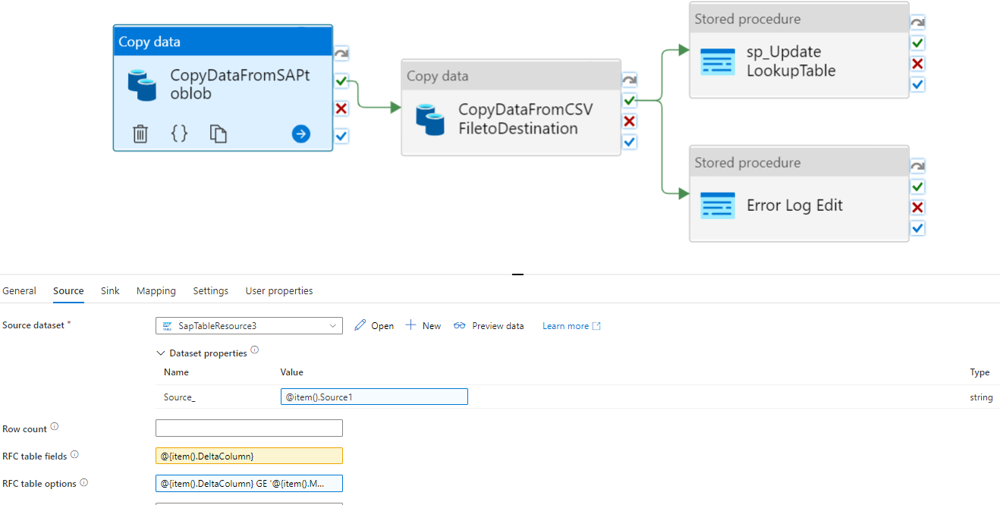 Copy data
CopyDataFromSAPt
oblob
Copy data
CopyDataFromCSV
FiletoDestination
Stored procedure
sp_Update
LookupTable
Stored procedure
Error Log Edit
General Source Sink Mapping Settings User properties
Source dataset * SapTableResource3 Open New Preview data Learn more
Dataset properties
Name Value Type
Source_ @item().Source1 string
Row count
RFC table fields @{item().DeltaColumn}
RFC table options @{item().DeltaColumn} GE '@{item().M...